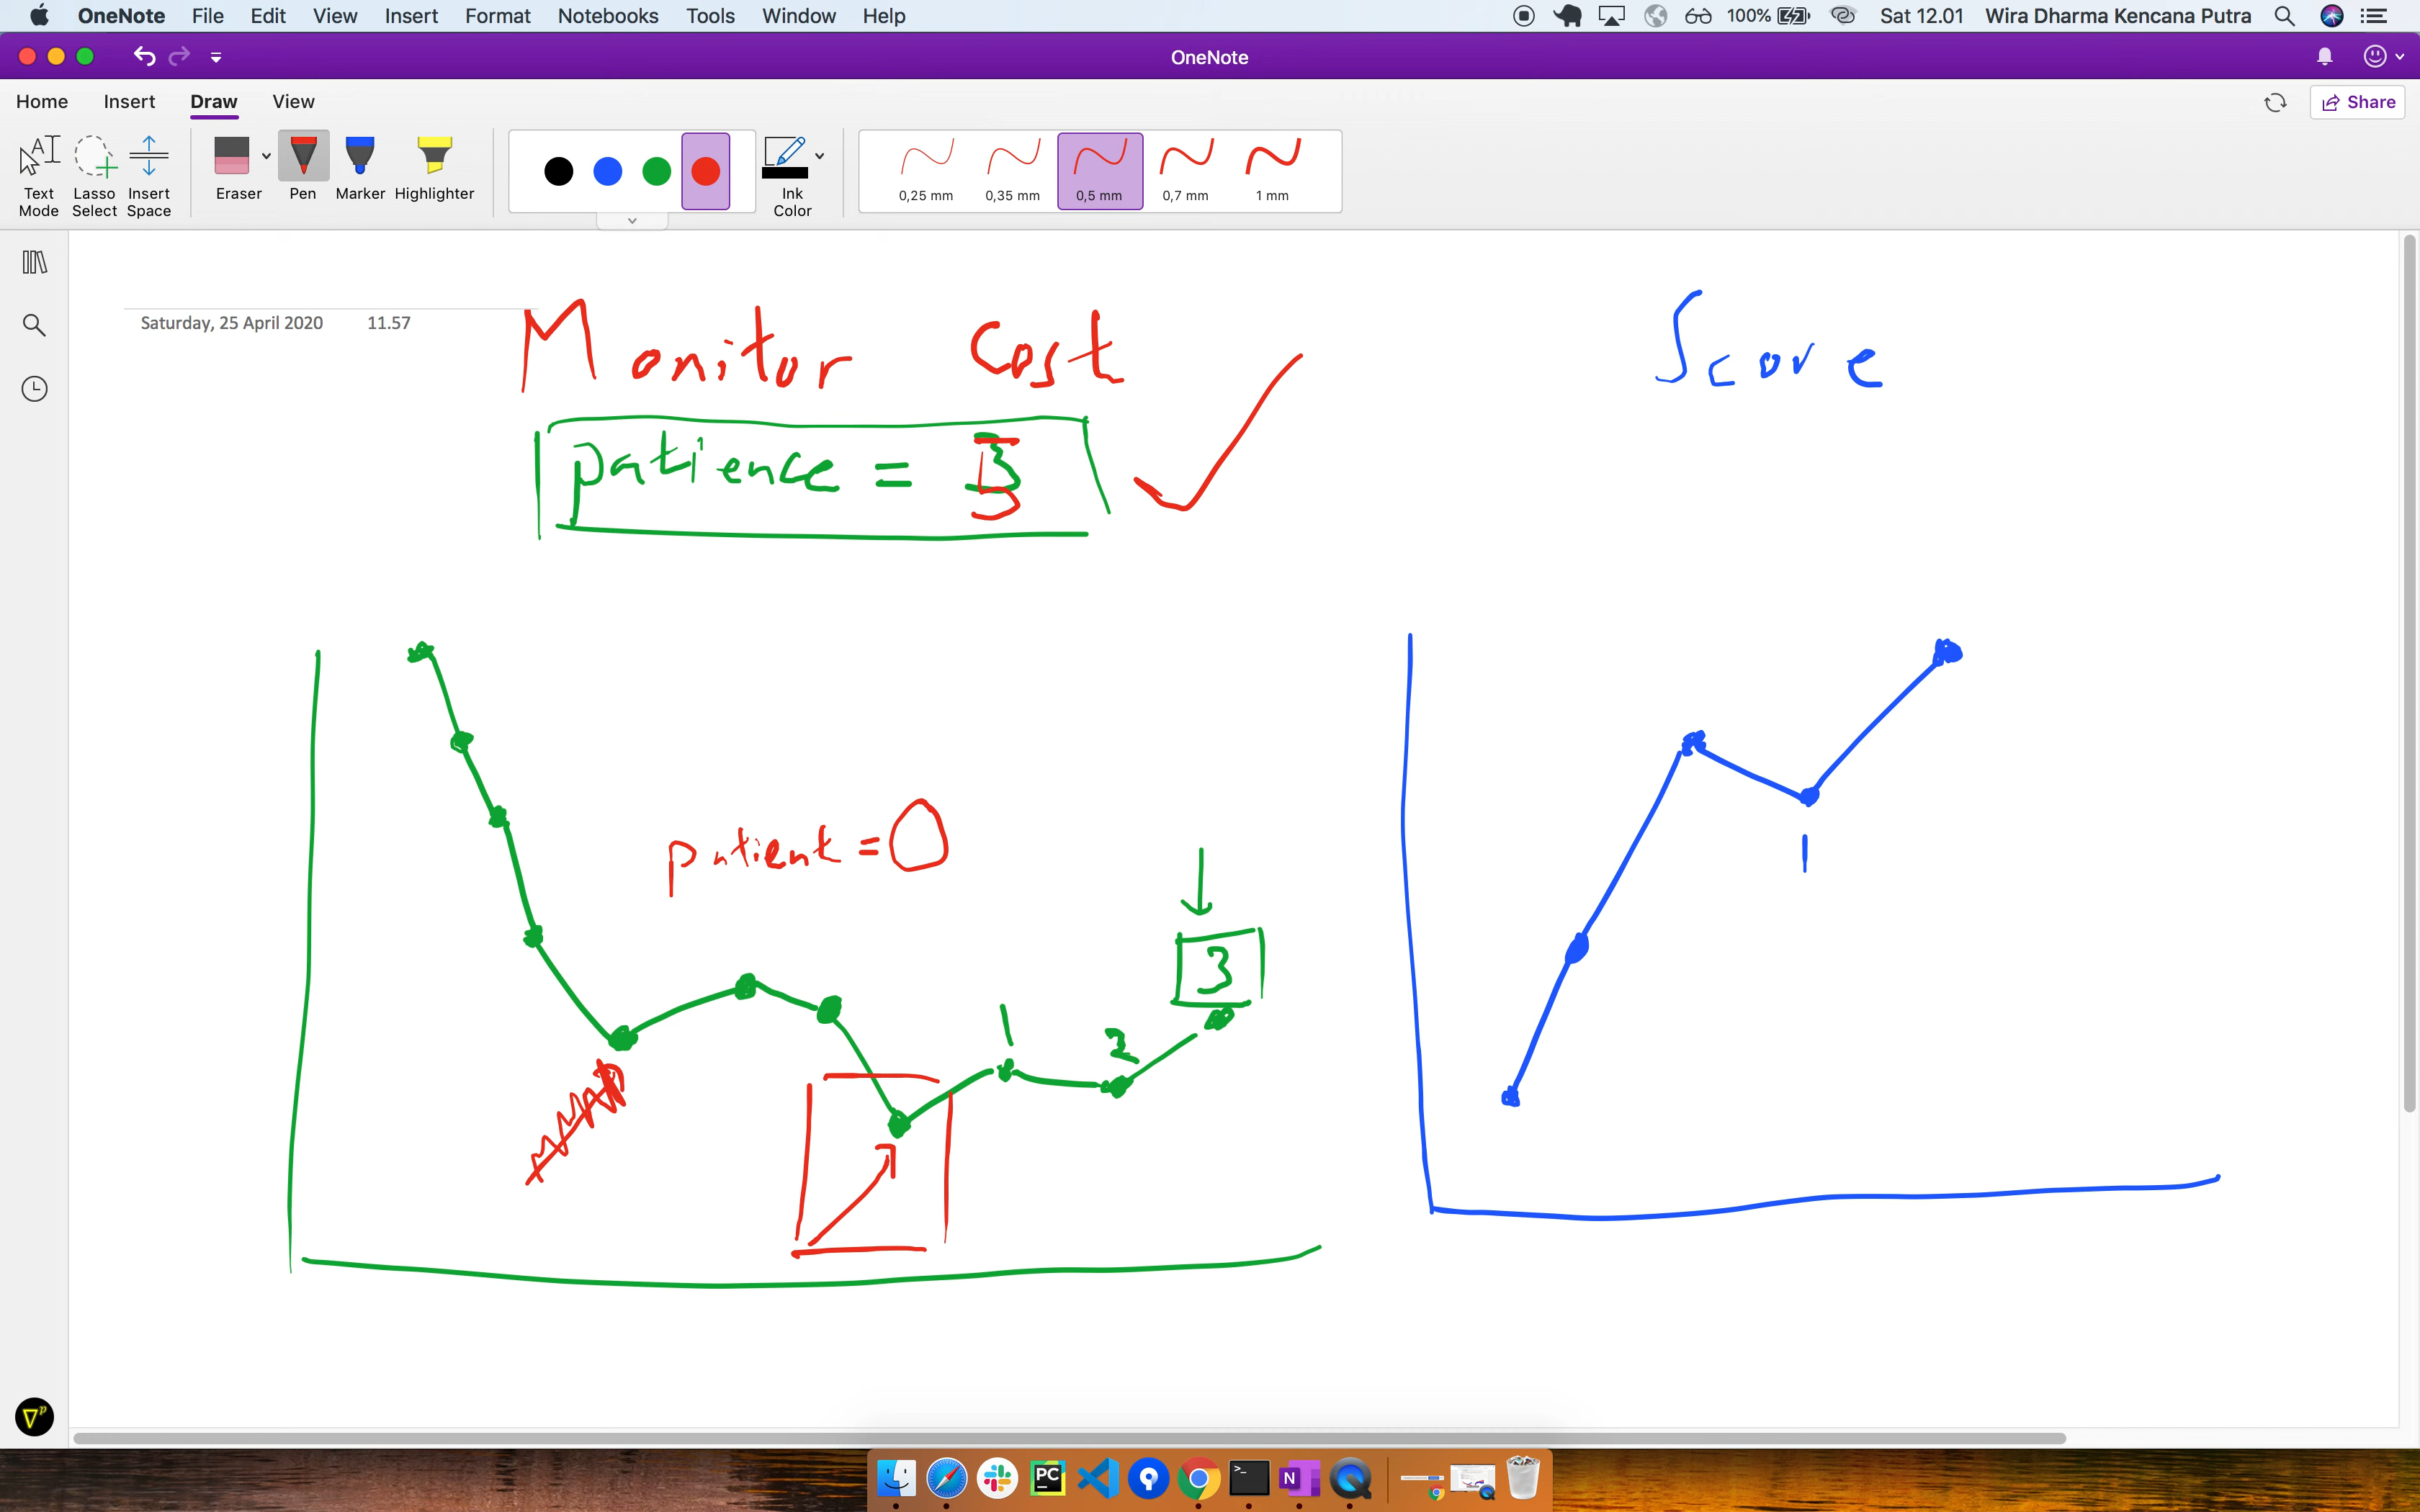 OneNote File Edit View Insert Format Notebooks Tools Window Help 100% Sat 12.01 Wira Dharma Kencana Putra
OneNote
Home Insert Draw View Share
Text Mode
Lasso Select
Insert Space
Eraser
Pen
Marker
Highlighter
Ink Color
0,25 mm
0,35 mm
0,5 mm
0,7 mm
1 mm
Saturday, 25 April 2020 11.57
Monitor Cost
Score
patience =
patient = 0
1
2
3
1
PC
N